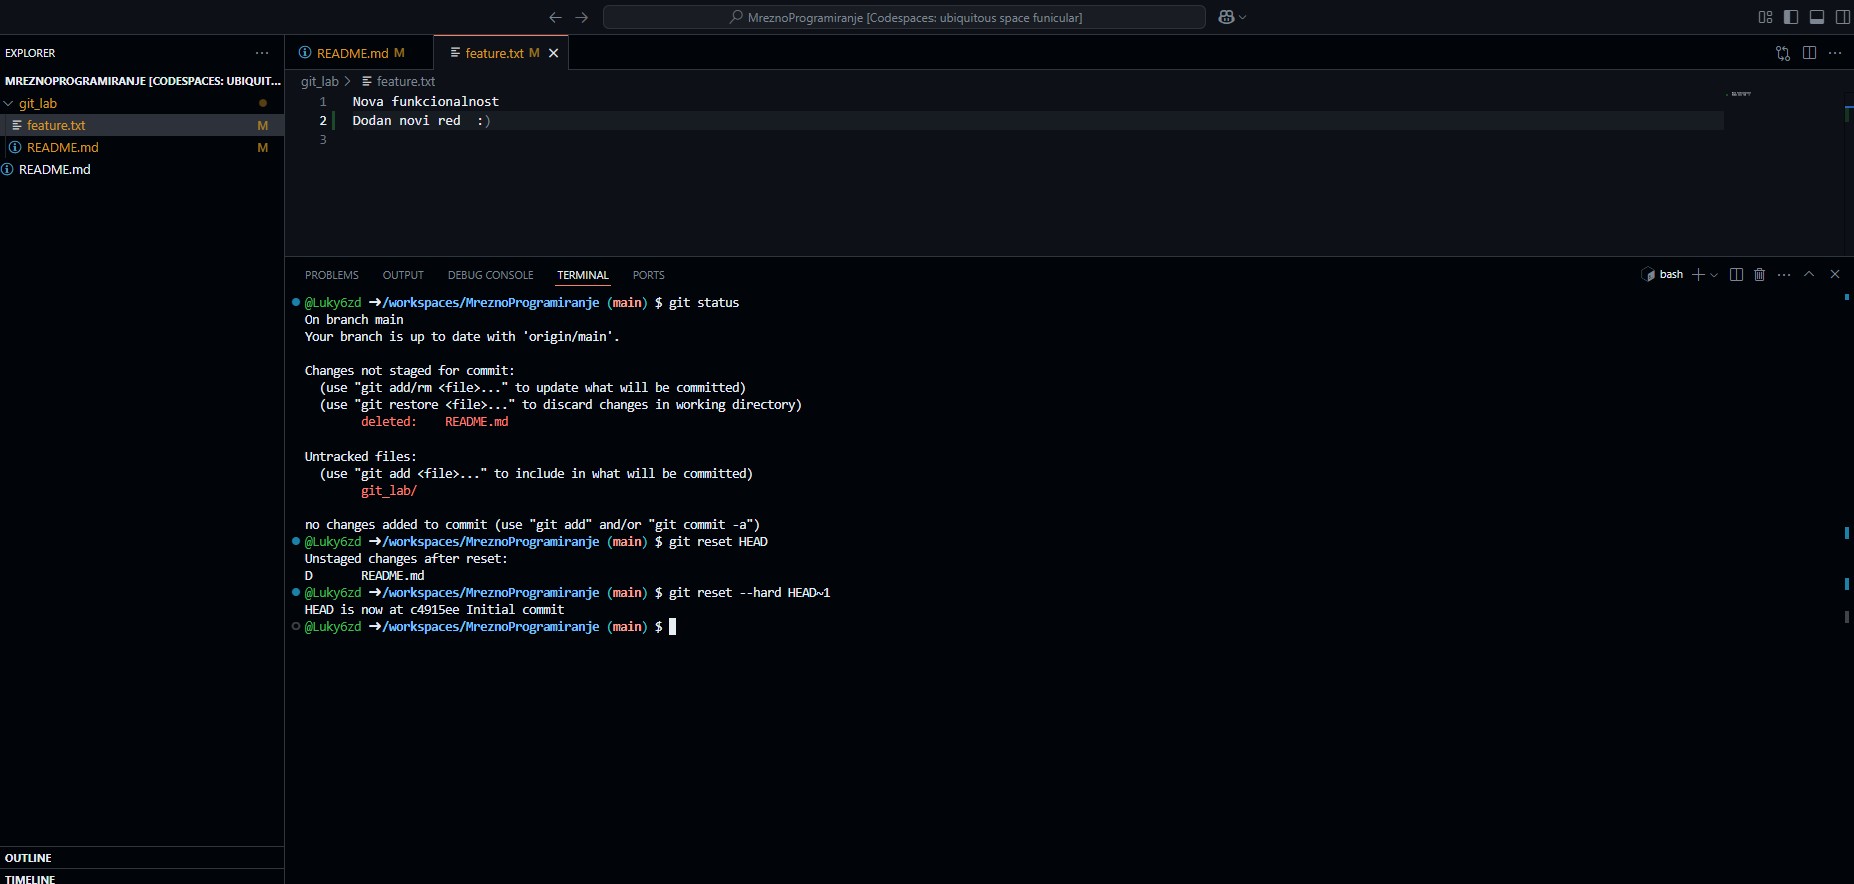 MreznoProgramiranje [Codespaces: ubiquitous space funicular]
EXPLORER
MREZNOPROGRAMIRANJE [CODESPACES: UBIQUIT...
git_lab
feature.txt M
README.md M
README.md
OUTLINE
TIMELINE
README.md M
feature.txt M
git_lab > feature.txt
1 Nova funkcionalnost
2 Dodan novi red  :)
3
PROBLEMS OUTPUT DEBUG CONSOLE TERMINAL PORTS
bash
@Luky6zd ➜/workspaces/MreznoProgramiranje (main) $ git status
On branch main
Your branch is up to date with 'origin/main'.
Changes not staged for commit:
(use "git add/rm <file>..." to update what will be committed)
(use "git restore <file>..." to discard changes in working directory)
deleted:    README.md
Untracked files:
(use "git add <file>..." to include in what will be committed)
git_lab/
no changes added to commit (use "git add" and/or "git commit -a")
@Luky6zd ➜/workspaces/MreznoProgramiranje (main) $ git reset HEAD
Unstaged changes after reset:
D       README.md
@Luky6zd ➜/workspaces/MreznoProgramiranje (main) $ git reset --hard HEAD~1
HEAD is now at c4915ee Initial commit
@Luky6zd ➜/workspaces/MreznoProgramiranje (main) $